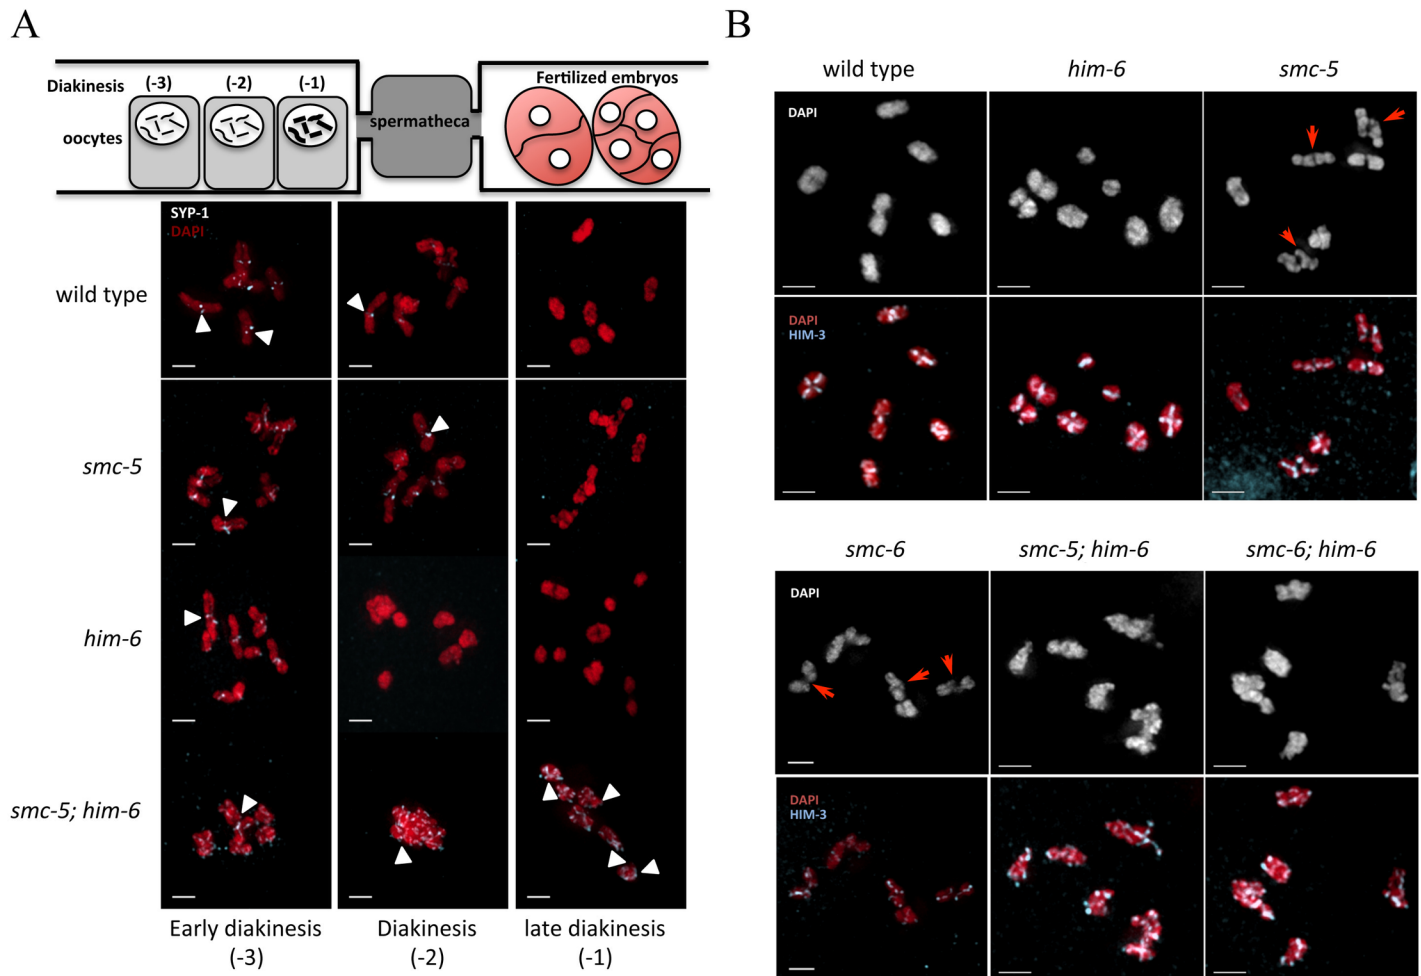 A
Diakinesis
oocytes
(-3)
(-2)
(-1)
spermatheca
Fertilized embryos
SYP-1
DAPI
wild type
smc-5
him-6
smc-5; him-6
Early diakinesis
(-3)
Diakinesis
(-2)
late diakinesis
(-1)
B
wild type
him-6
smc-5
DAPI
DAPI
HIM-3
smc-6
smc-5; him-6
smc-6; him-6
DAPI
DAPI
HIM-3